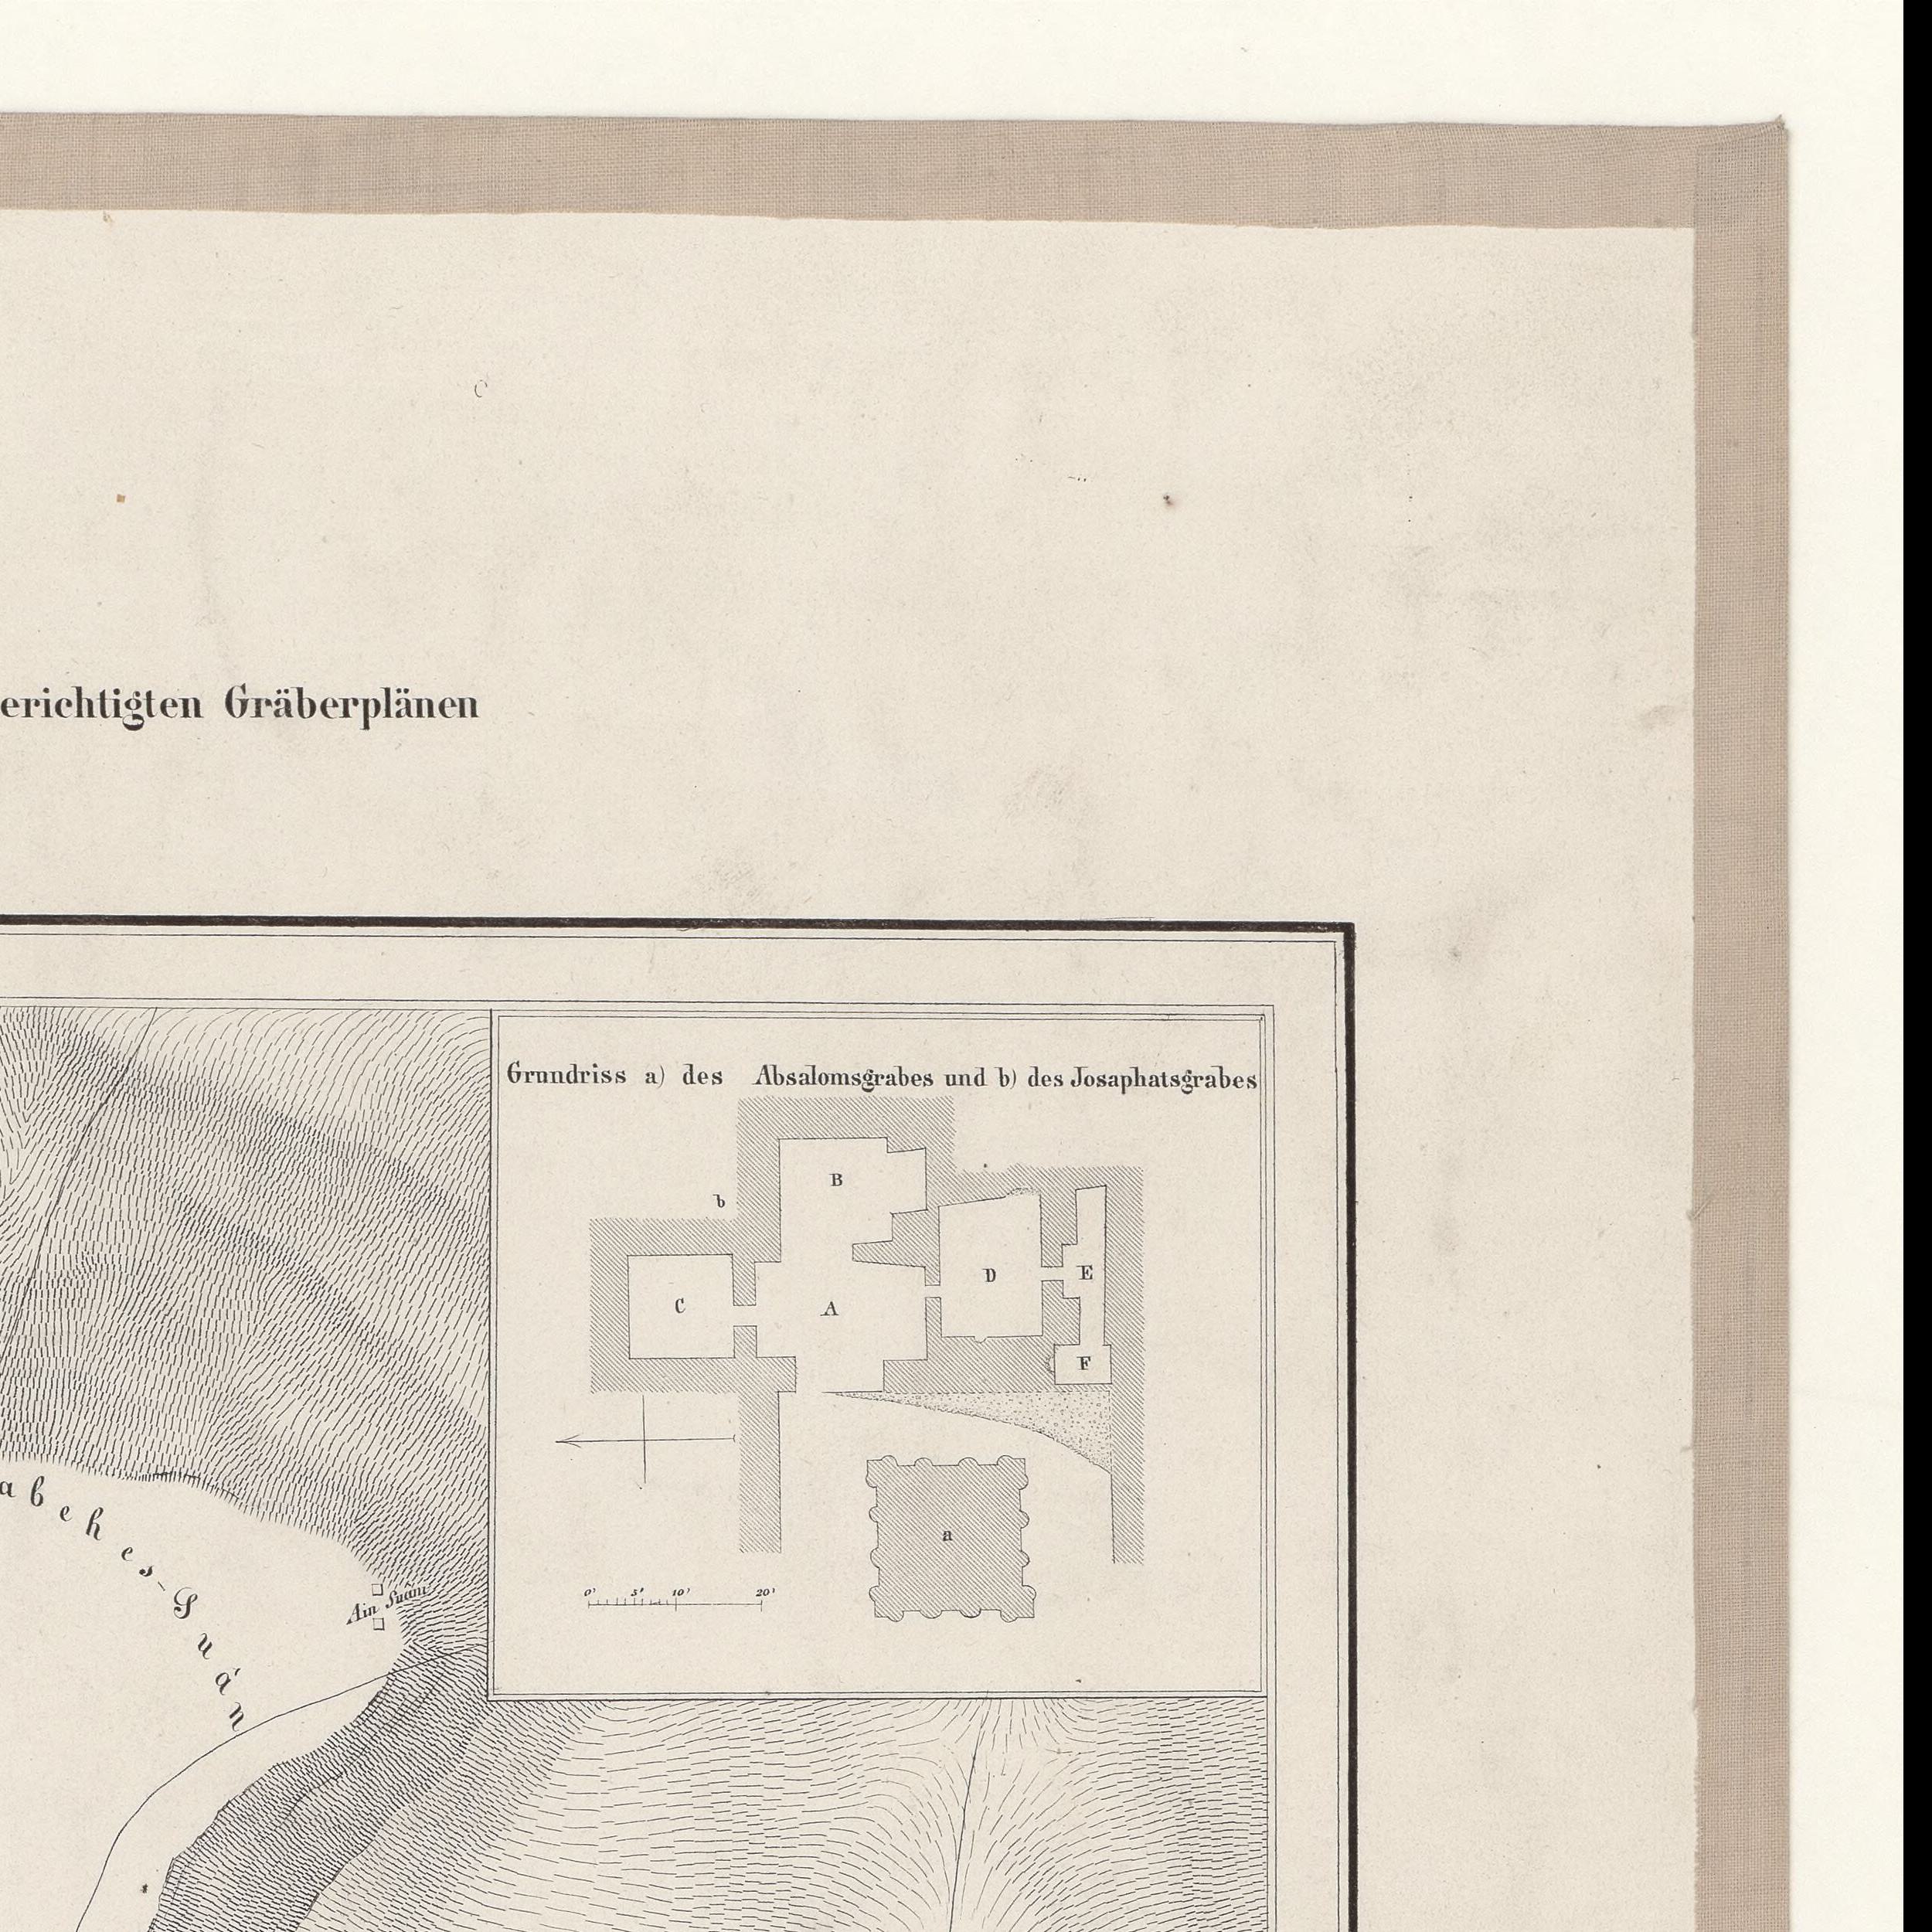 erichtigten Gräberplänen
Grundriss a) des Absalomsgrabes und b) des Josaphatsgrabes
b
B
C
A
D
E
F
a
0' 5' 10' 20'
abehes-Suân
Ain Suân